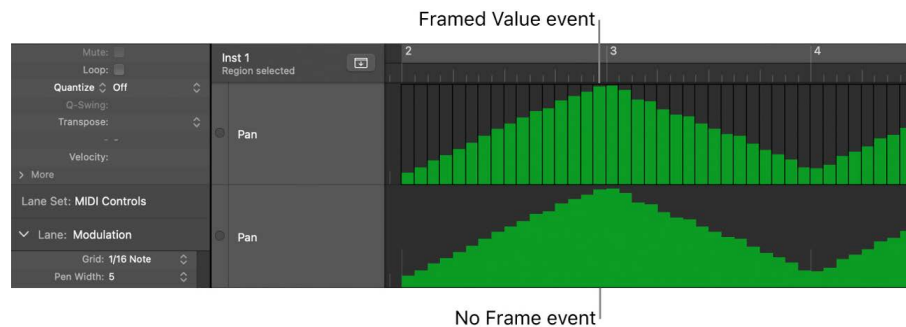 Framed Value event
Mute:
Loop:
Quantize Off
Q-Swing:
Transpose:
- -
Velocity:
> More
Lane Set: MIDI Controls
Lane: Modulation
Grid: 1/16 Note
Pen Width: 5
Inst 1
Region selected
2 3 4
Pan
Pan
No Frame event